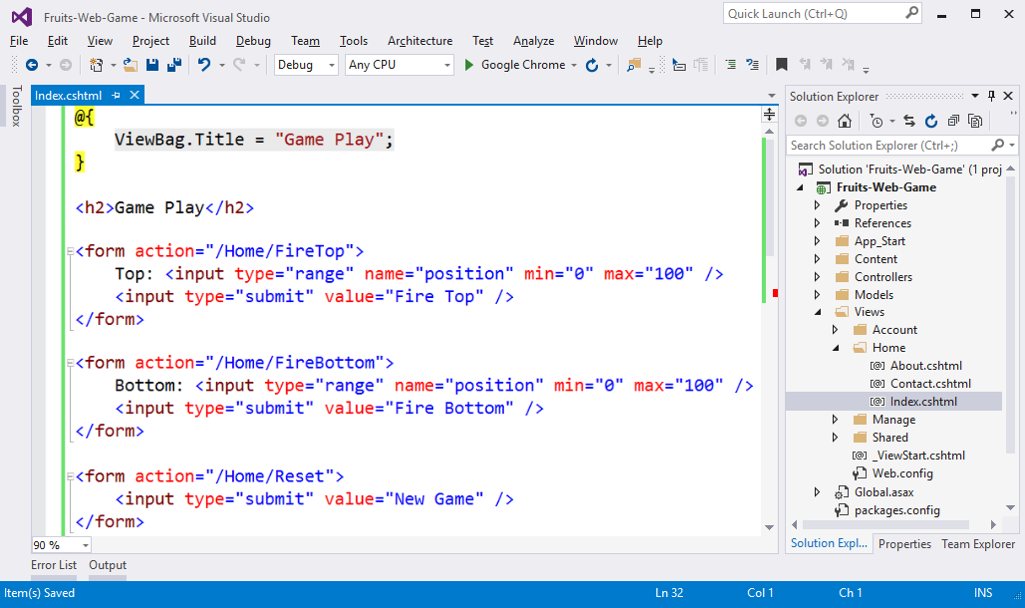 Fruits-Web-Game - Microsoft Visual Studio
Quick Launch (Ctrl+Q)
File Edit View Project Build Debug Team Tools Architecture Test Analyze Window Help
Debug Any CPU Google Chrome
Toolbox
Index.cshtml
@{
ViewBag.Title = "Game Play";
}
<h2>Game Play</h2>
<form action="/Home/FireTop">
Top: <input type="range" name="position" min="0" max="100" />
<input type="submit" value="Fire Top" />
</form>
<form action="/Home/FireBottom">
Bottom: <input type="range" name="position" min="0" max="100" />
<input type="submit" value="Fire Bottom" />
</form>
<form action="/Home/Reset">
<input type="submit" value="New Game" />
</form>
90 %
Solution Explorer
Search Solution Explorer (Ctrl+;)
Solution 'Fruits-Web-Game' (1 proj
Fruits-Web-Game
Properties
References
App_Start
Content
Controllers
Models
Views
Account
Home
[@] About.cshtml
[@] Contact.cshtml
[@] Index.cshtml
Manage
Shared
[@] _ViewStart.cshtml
Web.config
Global.asax
packages.config
Solution Expl... Properties Team Explorer
Error List Output
Item(s) Saved Ln 32 Col 1 Ch 1 INS